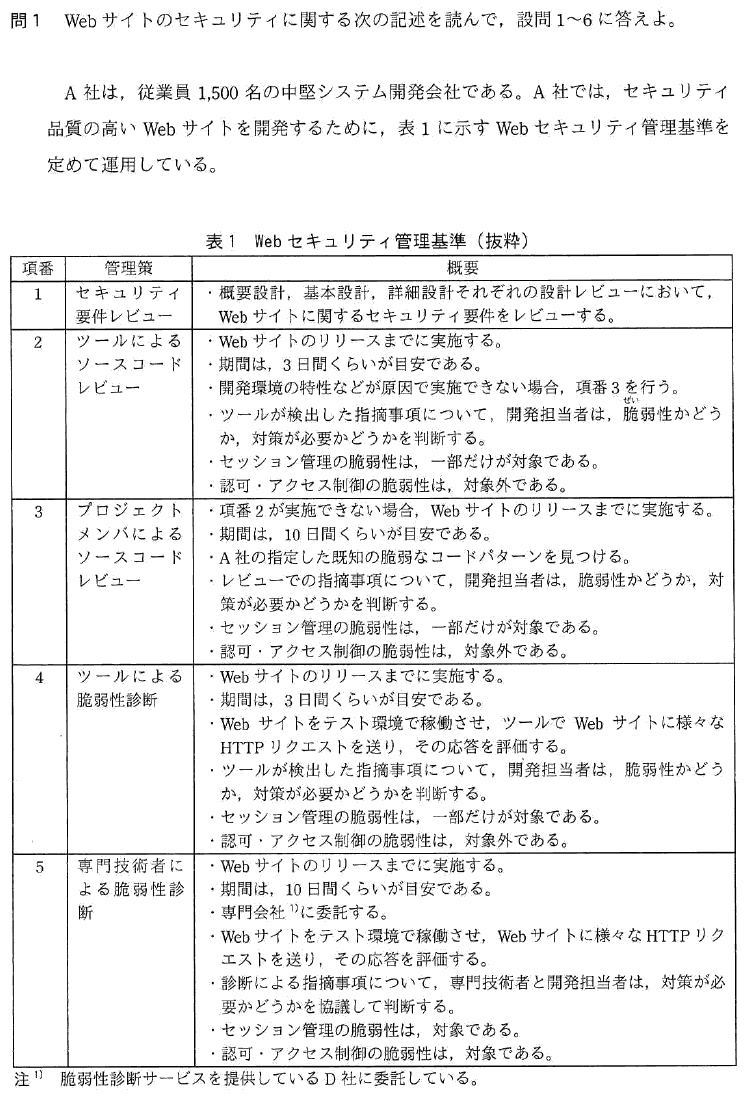 問1 Webサイトのセキュリティに関する次の記述を読んで，設問1～6に答えよ。
A社は，従業員1,500名の中堅システム開発会社である。A社では，セキュリティ
品質の高いWebサイトを開発するために，表1に示すWebセキュリティ管理基準を
定めて運用している。
表1 Webセキュリティ管理基準（抜粋）
項番 管理策 概要
1 セキュリティ ・概要設計，基本設計，詳細設計それぞれの設計レビューにおいて，
要件レビュー Webサイトに関するセキュリティ要件をレビューする。
2 ツールによる ・Webサイトのリリースまでに実施する。
ソースコード ・期間は，3日間くらいが目安である。
レビュー ・開発環境の特性などが原因で実施できない場合，項番3を行う。
ぜい
・ツールが検出した指摘事項について，開発担当者は，脆弱性かどう
か，対策が必要かどうかを判断する。
・セッション管理の脆弱性は，一部だけが対象である。
・認可・アクセス制御の脆弱性は，対象外である。
3 プロジェクト ・項番2が実施できない場合，Webサイトのリリースまでに実施する。
メンバによる ・期間は，10日間くらいが目安である。
ソースコード ・A社の指定した既知の脆弱なコードパターンを見つける。
レビュー ・レビューでの指摘事項について，開発担当者は，脆弱性かどうか，対
策が必要かどうかを判断する。
・セッション管理の脆弱性は，一部だけが対象である。
・認可・アクセス制御の脆弱性は，対象外である。
4 ツールによる ・Webサイトのリリースまでに実施する。
脆弱性診断 ・期間は，3日間くらいが目安である。
・Webサイトをテスト環境で稼働させ，ツールでWebサイトに様々な
HTTPリクエストを送り，その応答を評価する。
・ツールが検出した指摘事項について，開発担当者は，脆弱性かどう
か，対策が必要かどうかを判断する。
・セッション管理の脆弱性は，一部だけが対象である。
・認可・アクセス制御の脆弱性は，対象外である。
5 専門技術者に ・Webサイトのリリースまでに実施する。
よる脆弱性診 ・期間は，10日間くらいが目安である。
断 ・専門会社1)に委託する。
・Webサイトをテスト環境で稼働させ，Webサイトに様々なHTTPリク
エストを送り，その応答を評価する。
・診断による指摘事項について，専門技術者と開発担当者は，対策が必
要かどうかを協議して判断する。
・セッション管理の脆弱性は，対象である。
・認可・アクセス制御の脆弱性は，対象である。
注1) 脆弱性診断サービスを提供しているD社に委託している。